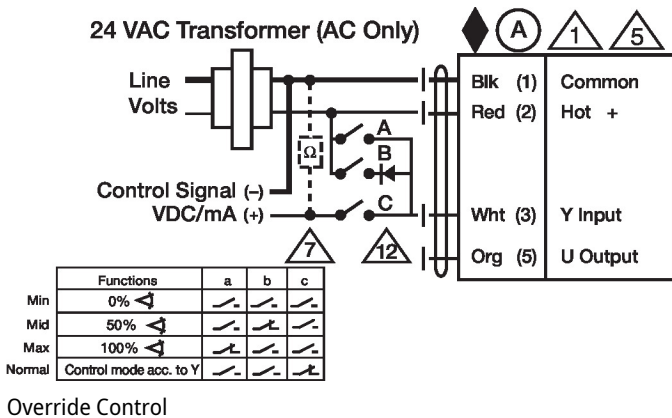 24 VAC Transformer (AC Only)
A 1 5
Line
Volts
Blk (1) Common
Red (2) Hot +
A
B
Ω
Control Signal (–)
VDC/mA (+)
C
Wht (3) Y Input
7
12
Org (5) U Output
Functions a b c
Min 0%
Mid 50%
Max 100%
Normal Control mode acc. to Y
Override Control